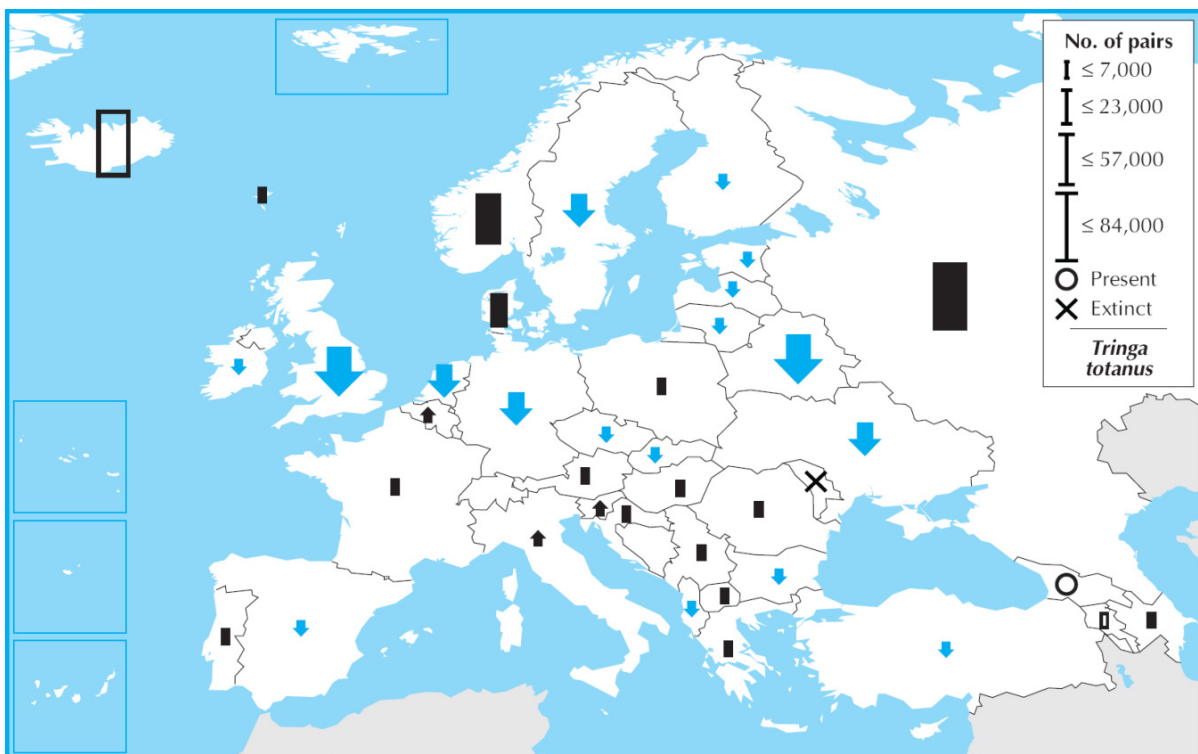 No. of pairs
≤ 7,000
≤ 23,000
≤ 57,000
≤ 84,000
Present
Extinct
Tringa
totanus